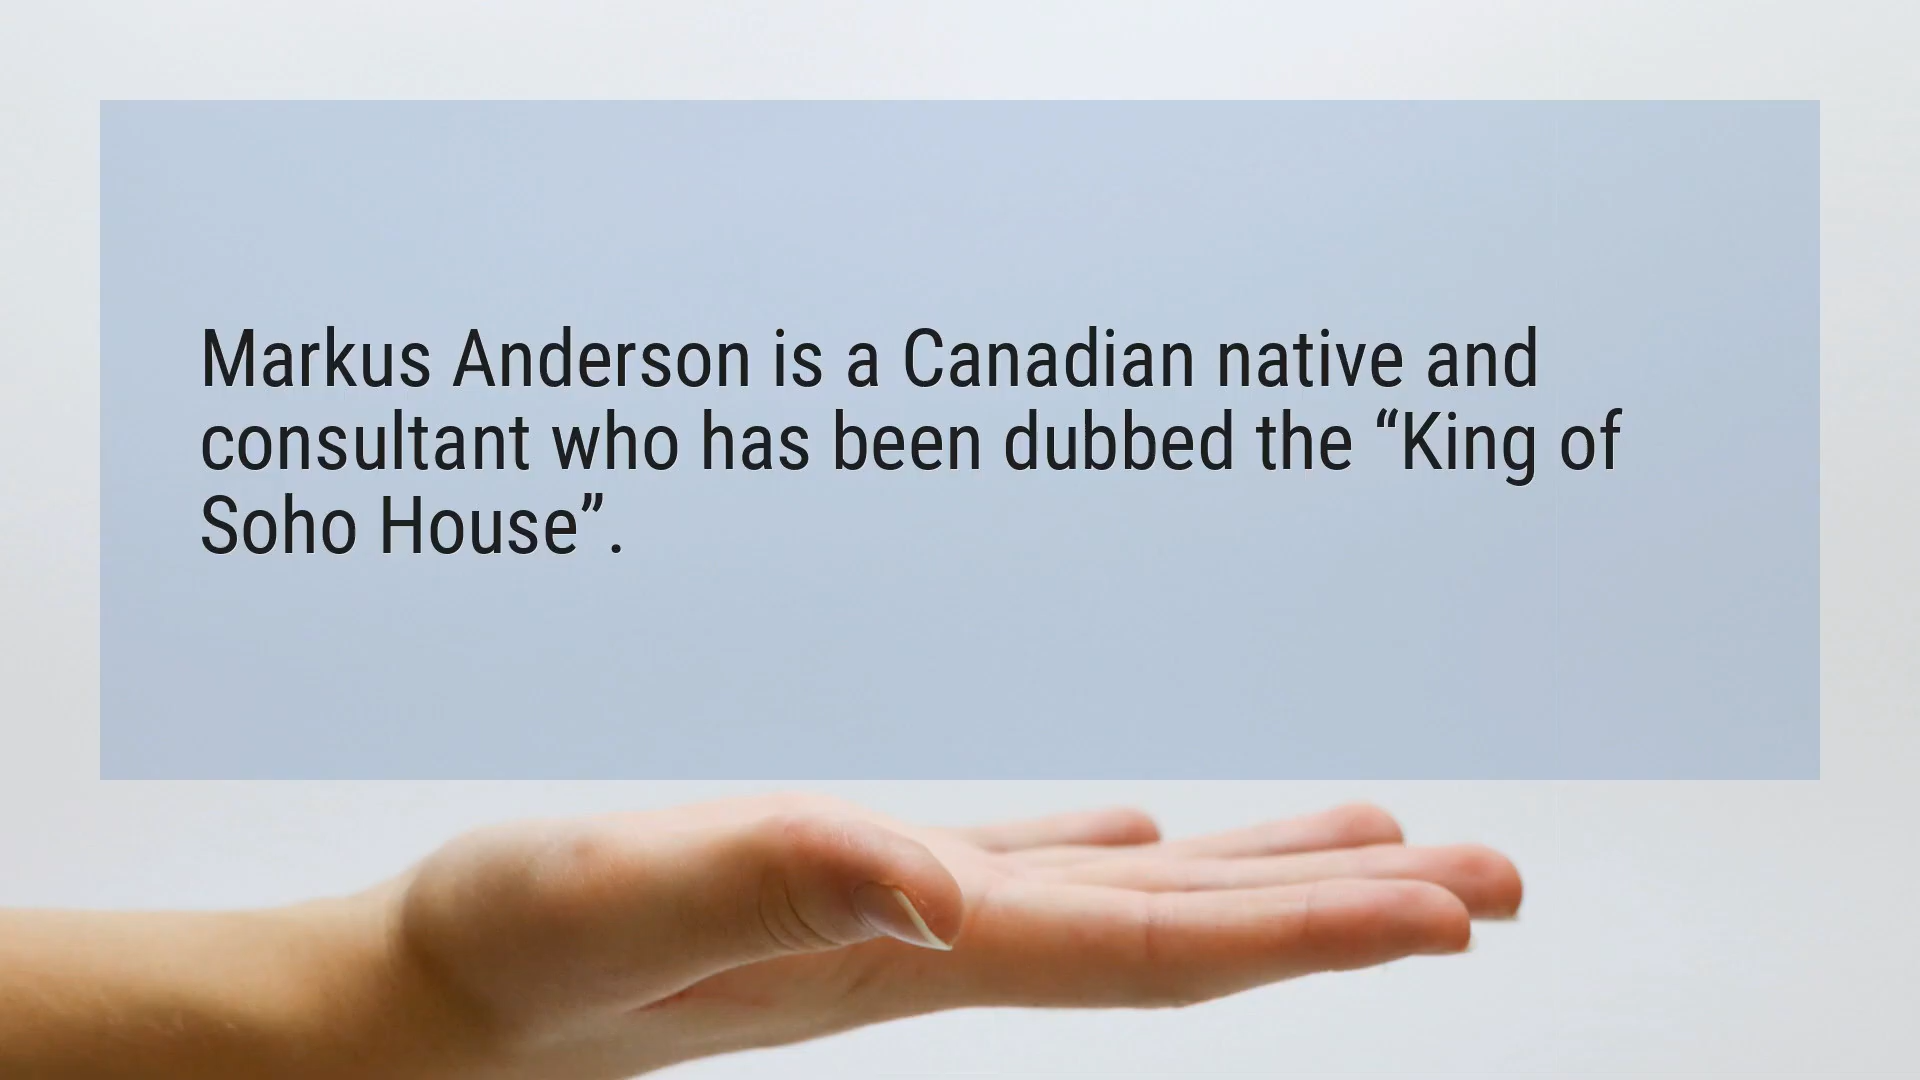 Markus Anderson is a Canadian native and
consultant who has been dubbed the “King of
Soho House”.